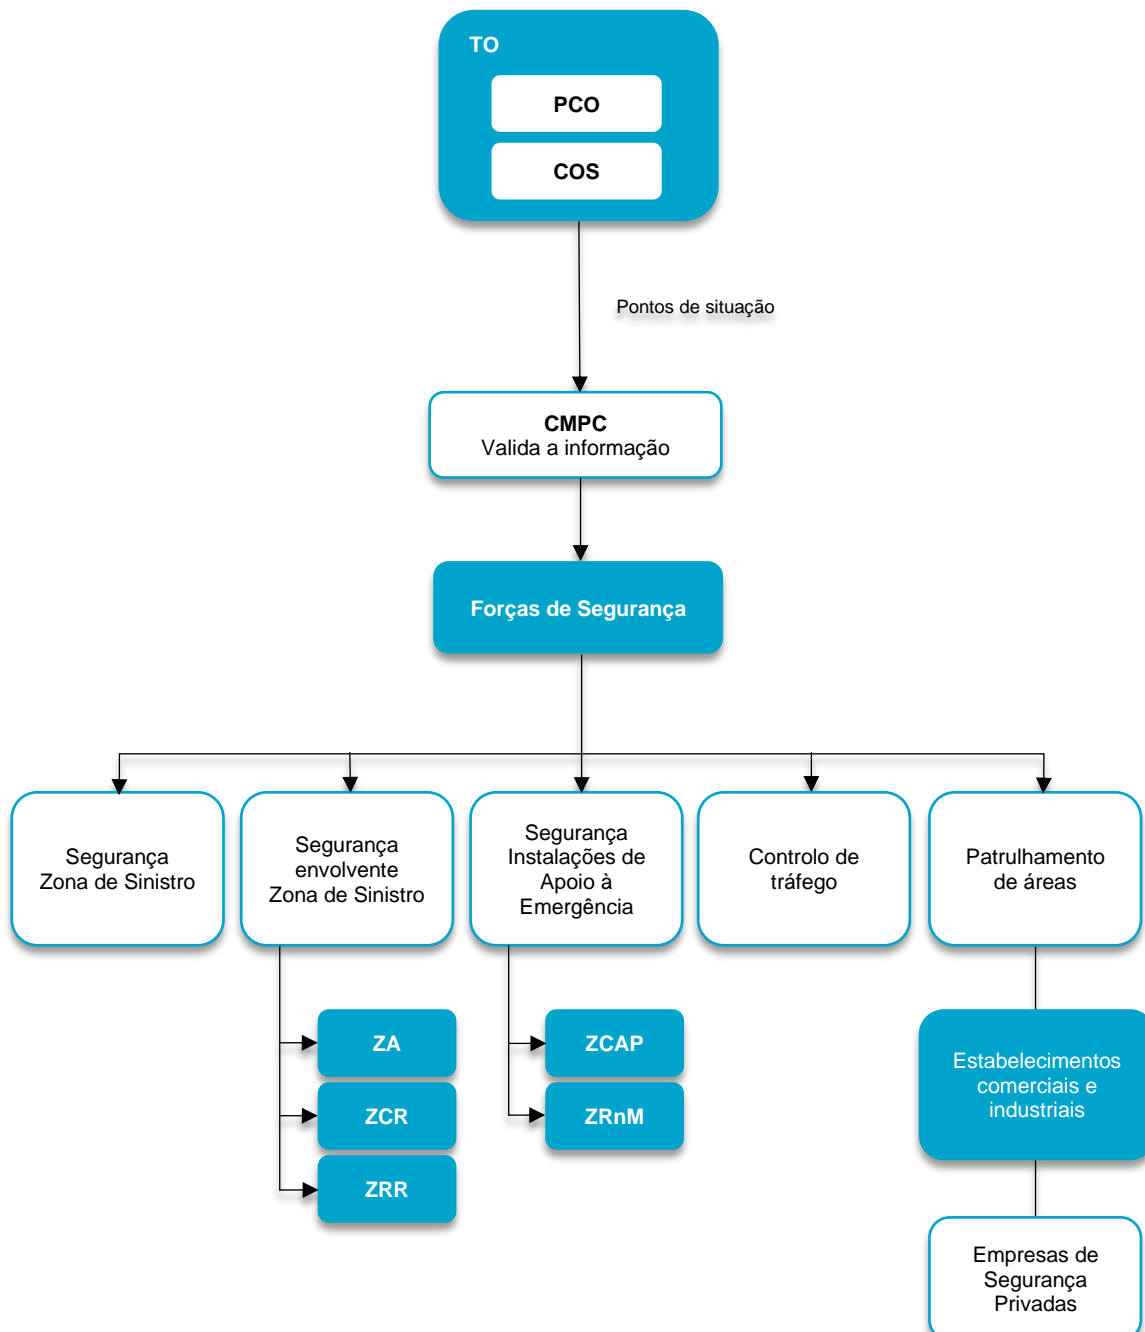 TO
PCO
COS
Pontos de situação
CMPC
Valida a informação
Forças de Segurança
Segurança
Zona de Sinistro
Segurança
envolvente
Zona de Sinistro
Segurança
Instalações de
Apoio à
Emergência
Controlo de
tráfego
Patrulhamento
de áreas
ZA
ZCR
ZRR
ZCAP
ZRnM
Estabelecimentos
comerciais e
industriais
Empresas de
Segurança
Privadas